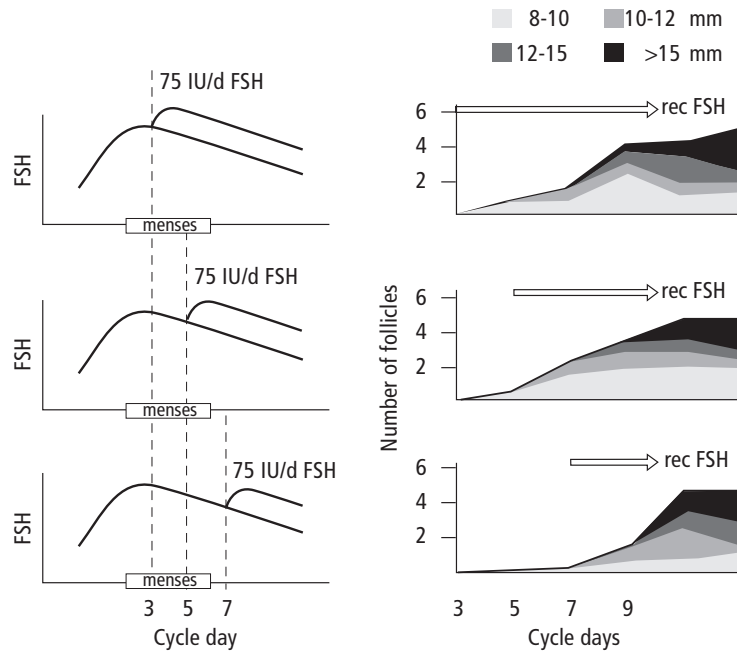 8-10
10-12 mm
12-15
>15 mm
75 IU/d FSH
FSH
menses
75 IU/d FSH
FSH
menses
75 IU/d FSH
FSH
menses
3 5 7
Cycle day
Number of follicles
6
4
2
rec FSH
6
4
2
rec FSH
6
4
2
rec FSH
3 5 7 9
Cycle days